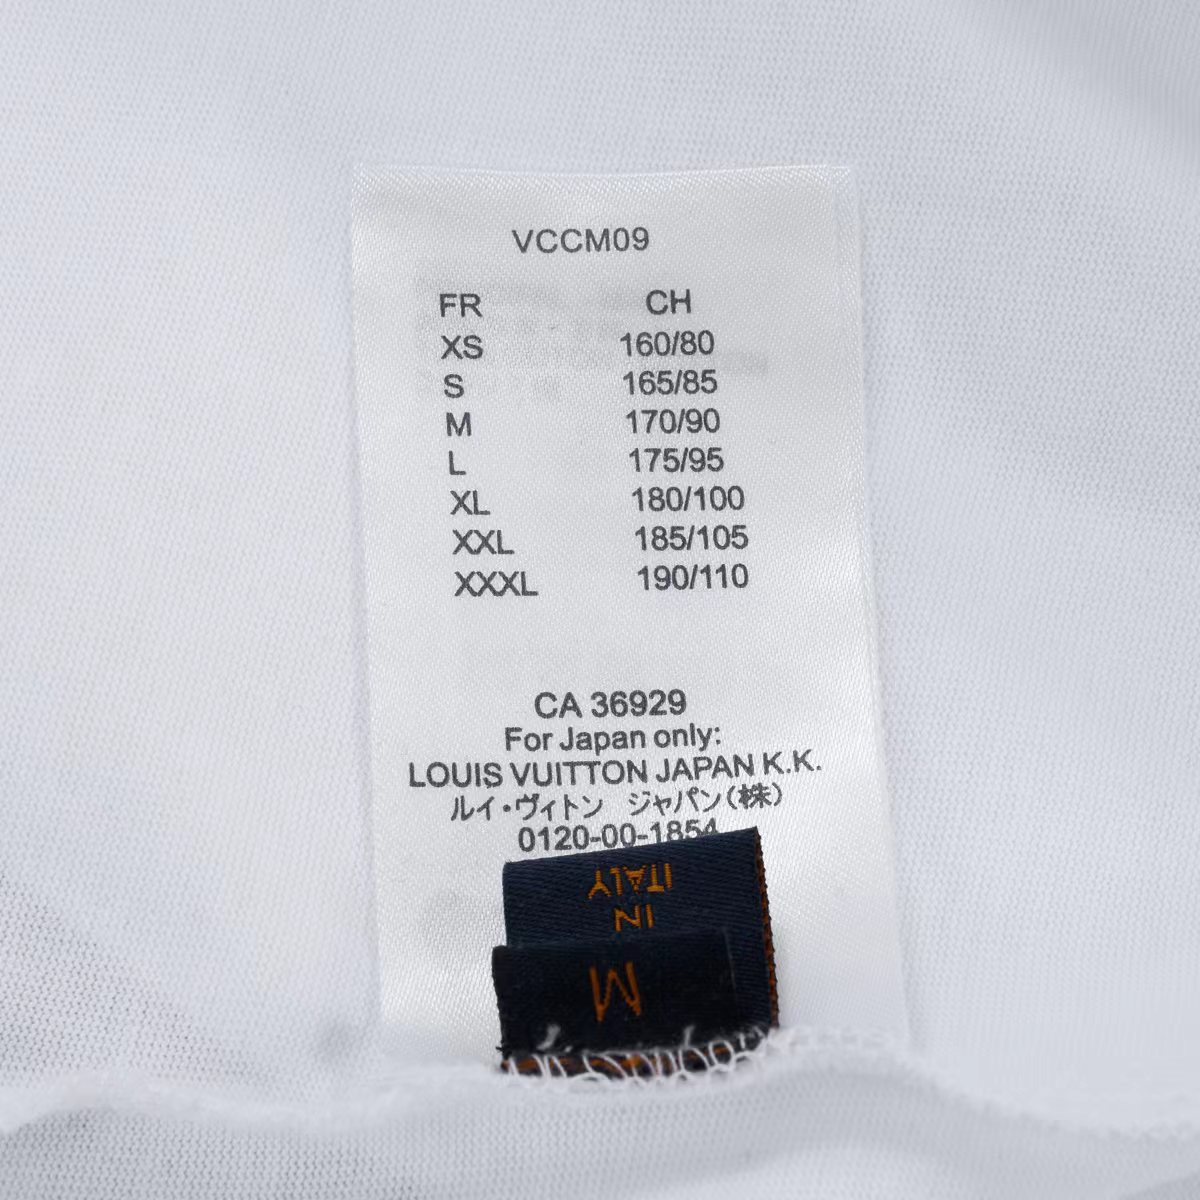 VCCM09
FR CH
XS 160/80
S 165/85
M 170/90
L 175/95
XL 180/100
XXL 185/105
XXXL 190/110
CA 36929
For Japan only:
LOUIS VUITTON JAPAN K.K.
ルイ・ヴィトン ジャパン(株)
0120-00-1854
ITALY
IN
M